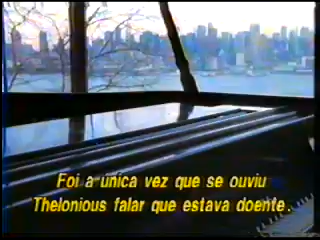 Foi a única vez que se ouviu
Thelonious falar que estava doente.